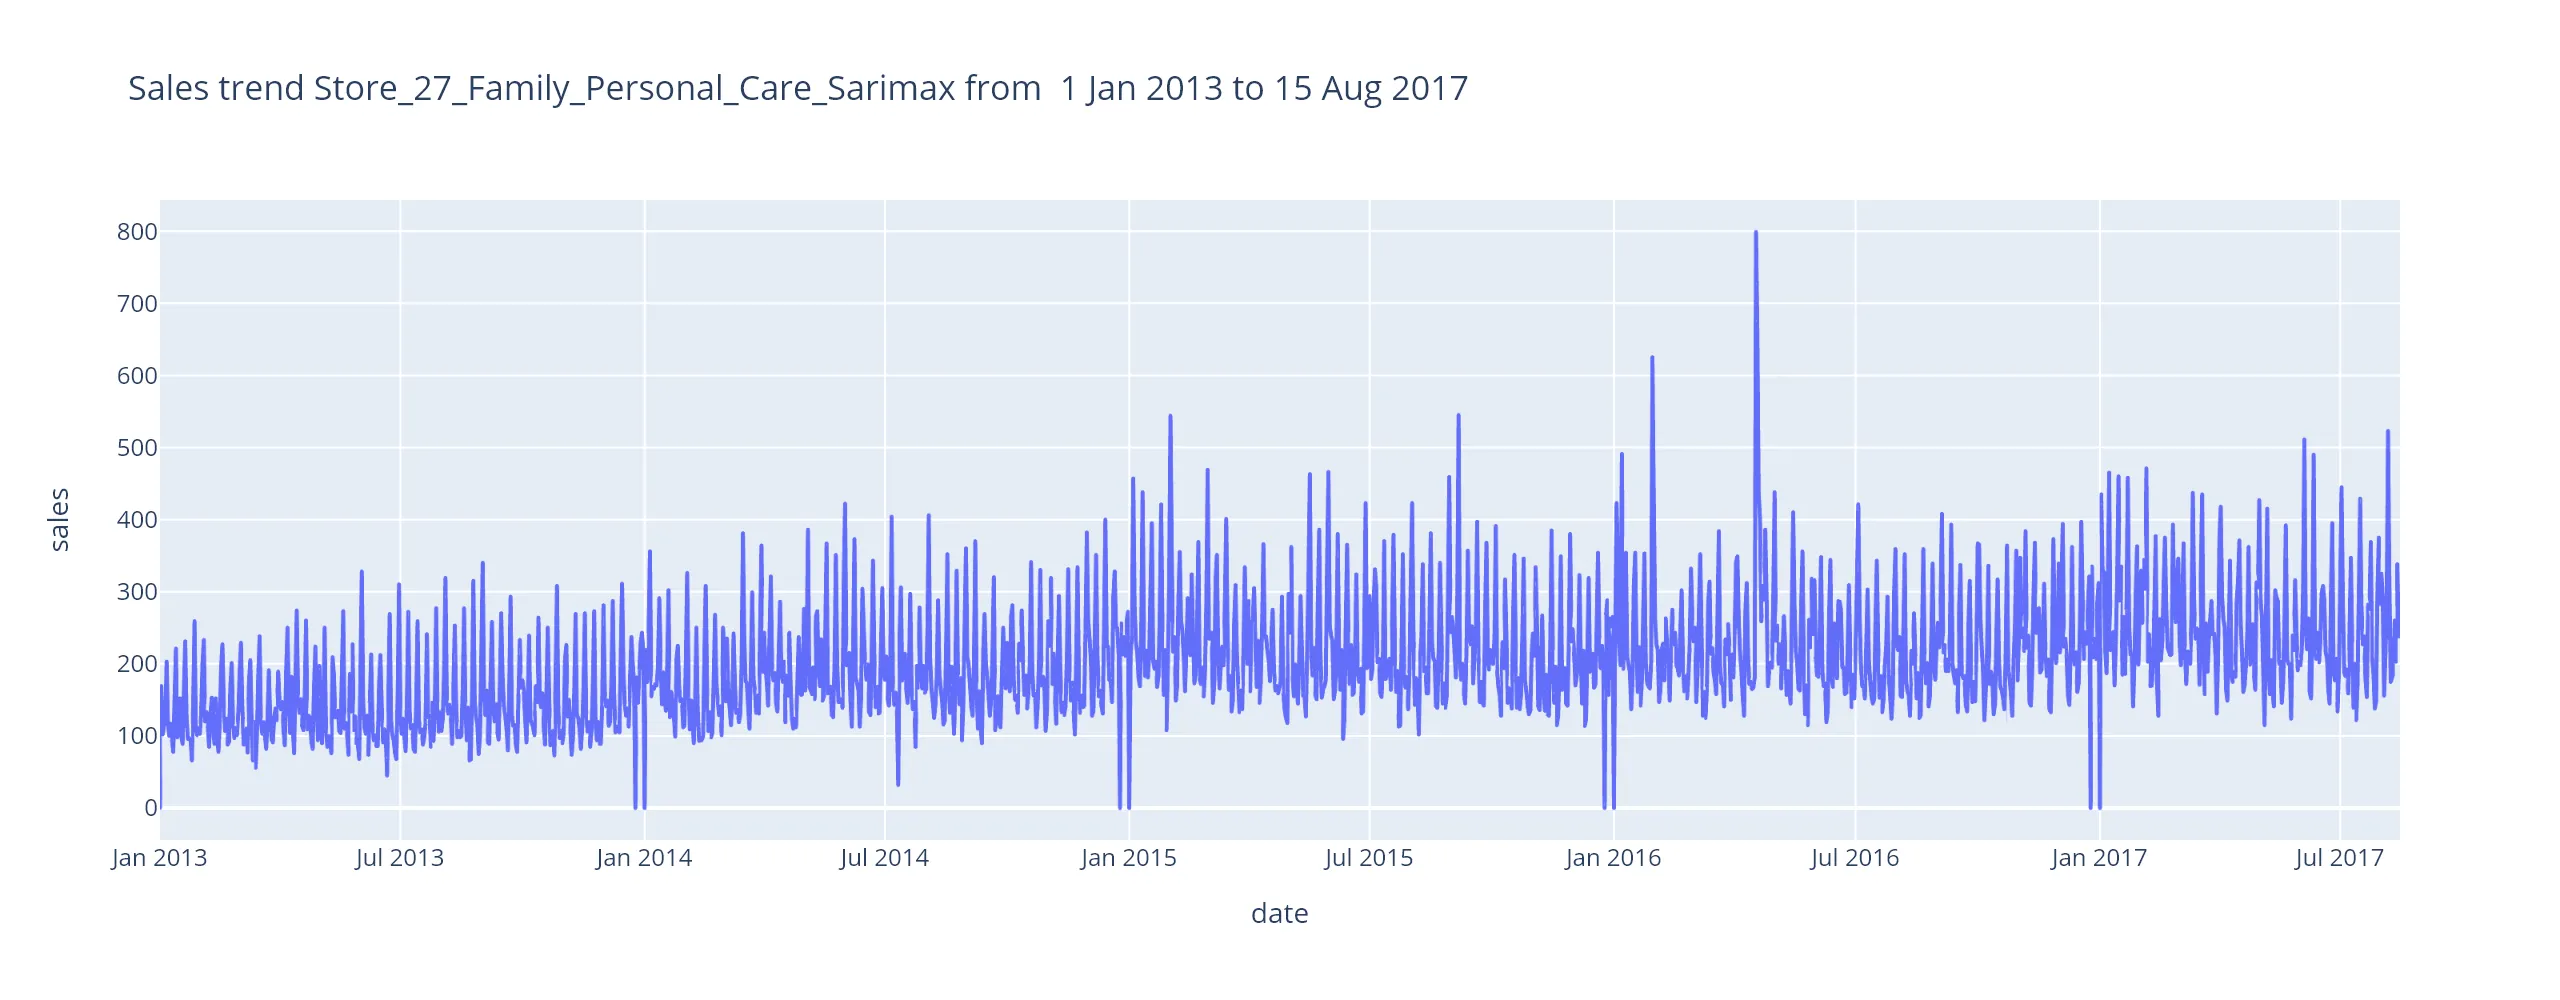 Sales trend Store_27_Family_Personal_Care_Sarimax from  1 Jan 2013 to 15 Aug 2017
800
700
600
500
400
300
200
100
0
sales
Jan 2013 Jul 2013 Jan 2014 Jul 2014 Jan 2015 Jul 2015 Jan 2016 Jul 2016 Jan 2017 Jul 2017
date